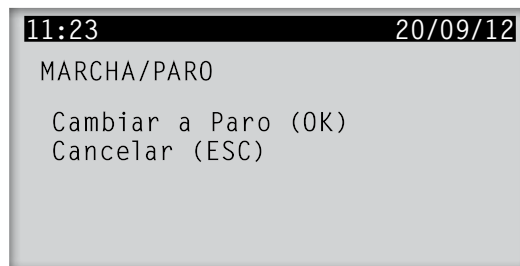 11:23 20/09/12
MARCHA/PARO
Cambiar a Paro (OK)
Cancelar (ESC)